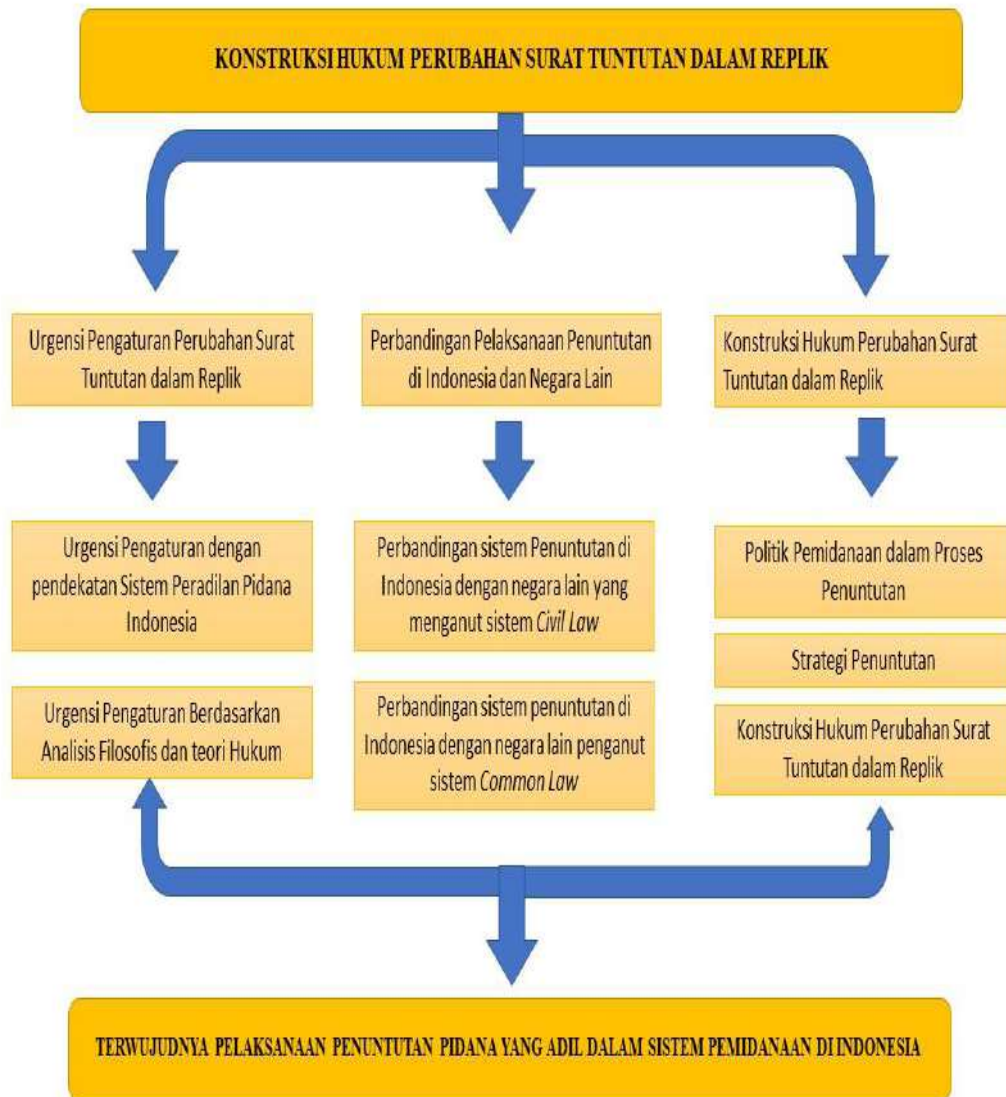 KONSTRUKSI HUKUM PERUBAHAN SURAT TUNTUTAN DALAM REPLIK
Urgensi Pengaturan Perubahan Surat
Tuntutan dalam Replik
Perbandingan Pelaksanaan Penuntutan
di Indonesia dan Negara Lain
Konstruksi Hukum Perubahan Surat
Tuntutan dalam Replik
Urgensi Pengaturan dengan
pendekatan Sistem Peradilan Pidana
Indonesia
Urgensi Pengaturan Berdasarkan
Analisis Filosofis dan teori Hukum
Perbandingan sistem Penuntutan di
Indonesia dengan negara lain yang
menganut sistem Civil Law
Perbandingan sistem penuntutan di
Indonesia dengan negara lain penganut
sistem Common Law
Politik Pemidanaan dalam Proses
Penuntutan
Strategi Penuntutan
Konstruksi Hukum Perubahan Surat
Tuntutan dalam Replik
TERWUJUDNYA PELAKSANAAN PENUNTUTAN PIDANA YANG ADIL DALAM SISTEM PEMIDANAAN DI INDONESIA